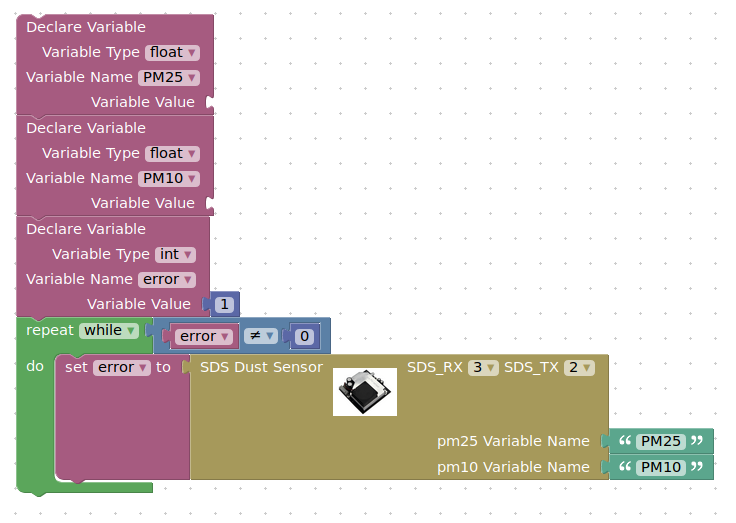 Declare Variable
Variable Type float ▾
Variable Name PM25 ▾
Variable Value
Declare Variable
Variable Type float ▾
Variable Name PM10 ▾
Variable Value
Declare Variable
Variable Type int ▾
Variable Name error ▾
Variable Value 1
repeat while ▾ error ▾ ≠ ▾ 0
do set error ▾ to SDS Dust Sensor SDS_RX 3 ▾ SDS_TX 2 ▾
pm25 Variable Name “ PM25 ”
pm10 Variable Name “ PM10 ”